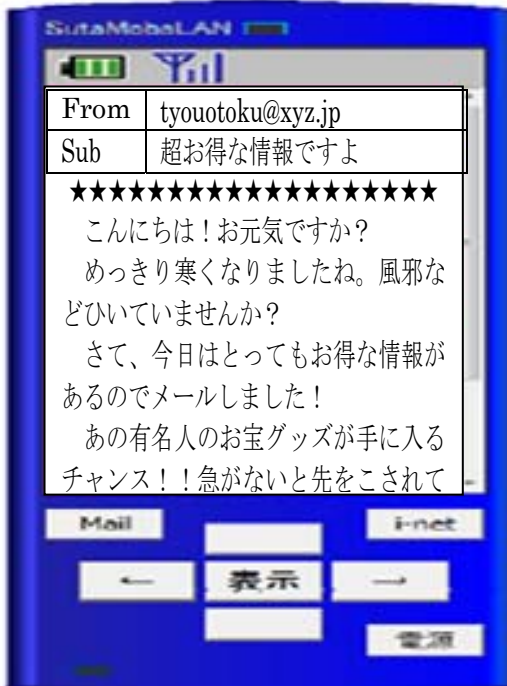 SutaMobaLAN
From tyouotoku@xyz.jp
Sub 超お得な情報ですよ
★★★★★★★★★★★★★★★★★★★
こんにちは！お元気ですか？
めっきり寒くなりましたね。風邪な
どひいていませんか？
さて、今日はとってもお得な情報が
あるのでメールしました！
あの有名人のお宝グッズが手に入る
チャンス！！急がないと先をこされて
Mail i-net
← 表示 →
電源